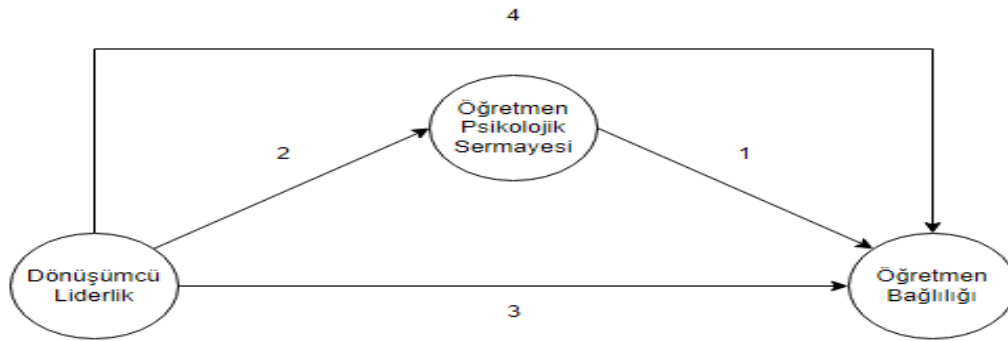 4
Öğretmen
Psikolojik
Sermayesi
2
1
Dönüşümcü
Liderlik
Öğretmen
Bağlılığı
3